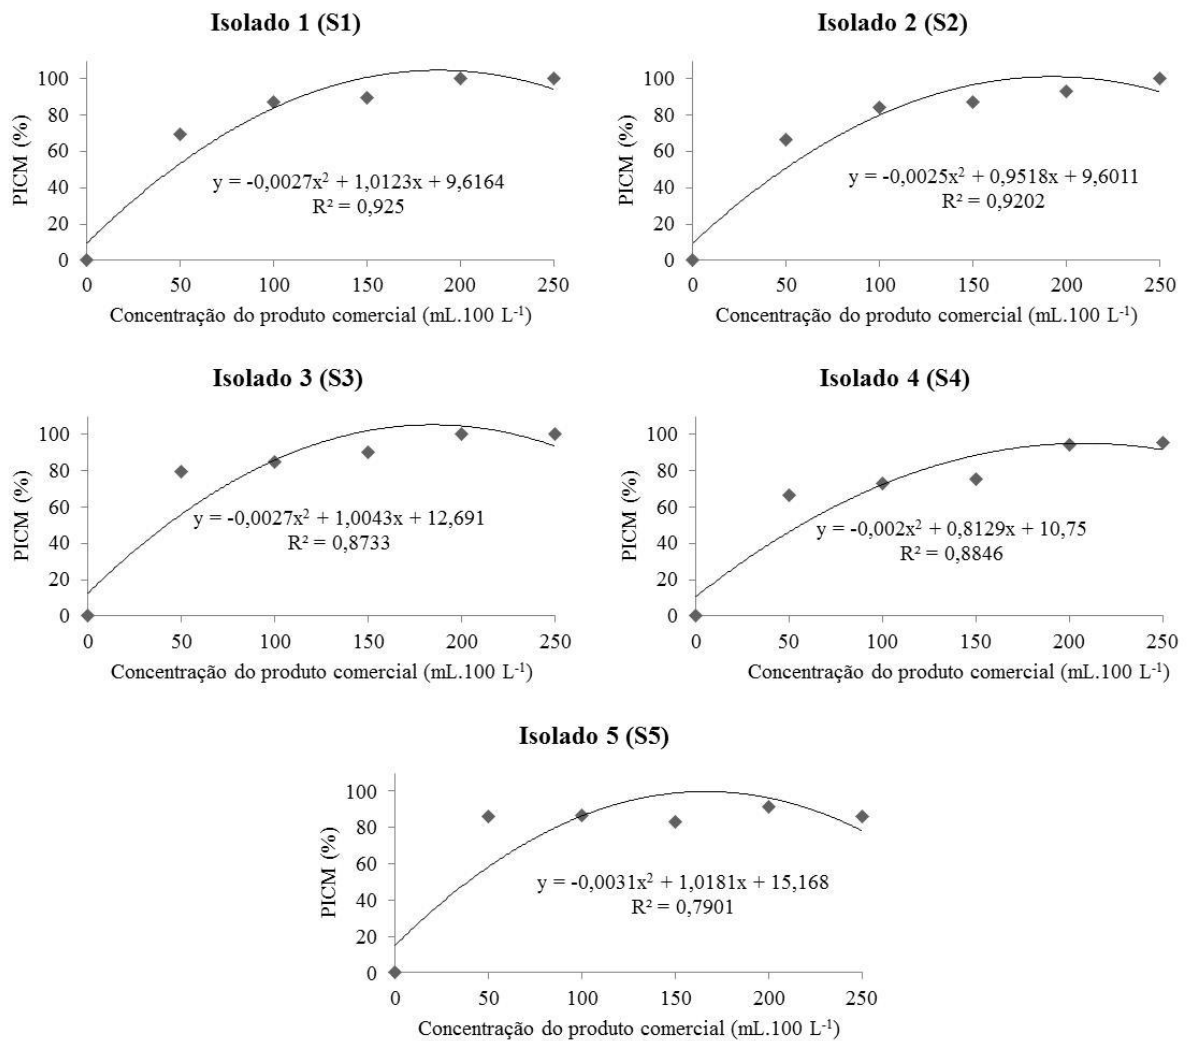 Isolado 1 (S1)
PICM (%)
100
80
60
40
20
0
y = -0,0027x² + 1,0123x + 9,6164
R² = 0,925
0 50 100 150 200 250
Concentração do produto comercial (mL.100 L⁻¹)
Isolado 2 (S2)
PICM (%)
100
80
60
40
20
0
y = -0,0025x² + 0,9518x + 9,6011
R² = 0,9202
0 50 100 150 200 250
Concentração do produto comercial (mL.100 L⁻¹)
Isolado 3 (S3)
PICM (%)
100
80
60
40
20
0
y = -0,0027x² + 1,0043x + 12,691
R² = 0,8733
0 50 100 150 200 250
Concentração do produto comercial (mL.100 L⁻¹)
Isolado 4 (S4)
PICM (%)
100
80
60
40
20
0
y = -0,002x² + 0,8129x + 10,75
R² = 0,8846
0 50 100 150 200 250
Concentração do produto comercial (mL.100 L⁻¹)
Isolado 5 (S5)
PICM (%)
100
80
60
40
20
0
y = -0,0031x² + 1,0181x + 15,168
R² = 0,7901
0 50 100 150 200 250
Concentração do produto comercial (mL.100 L⁻¹)